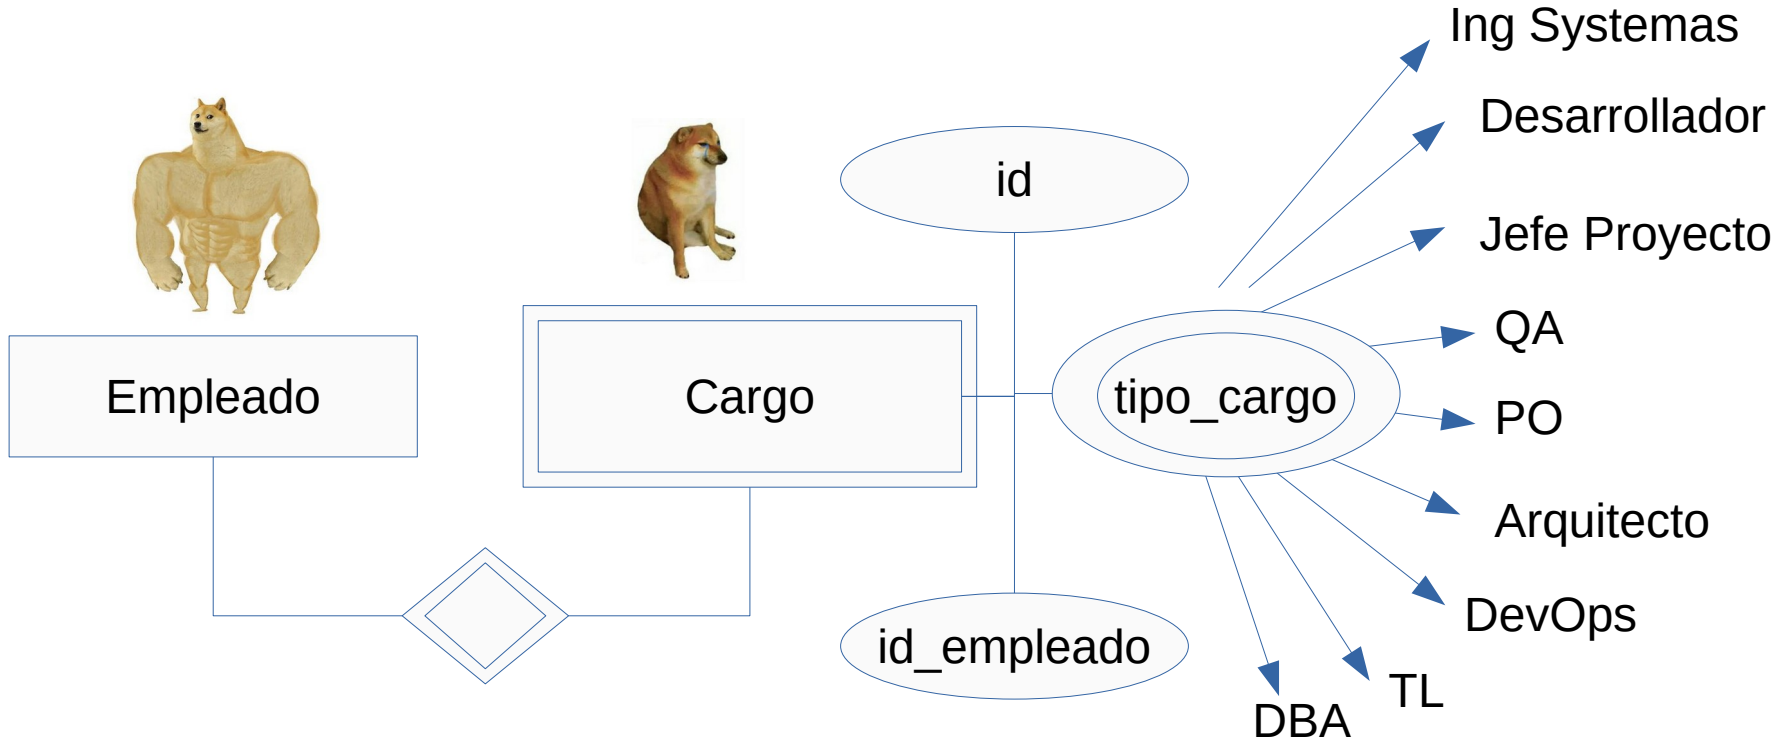 Ing Systemas
Desarrollador
id
Jefe Proyecto
QA
Empleado
Cargo
tipo_cargo
PO
Arquitecto
DevOps
id_empleado
TL
DBA